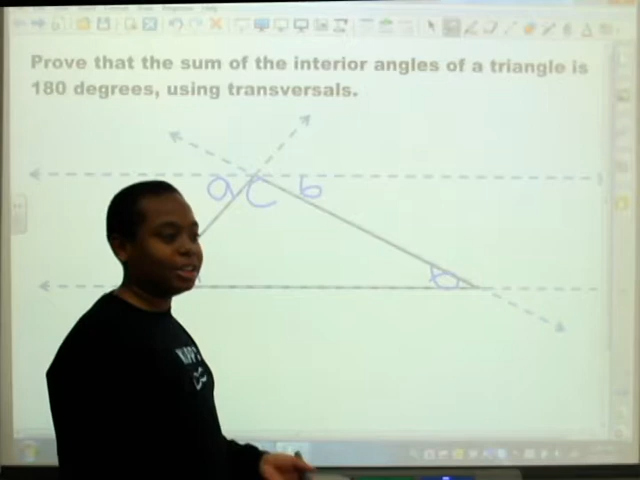 Prove that the sum of the interior angles of a triangle is
180 degrees, using transversals.
a c b
b